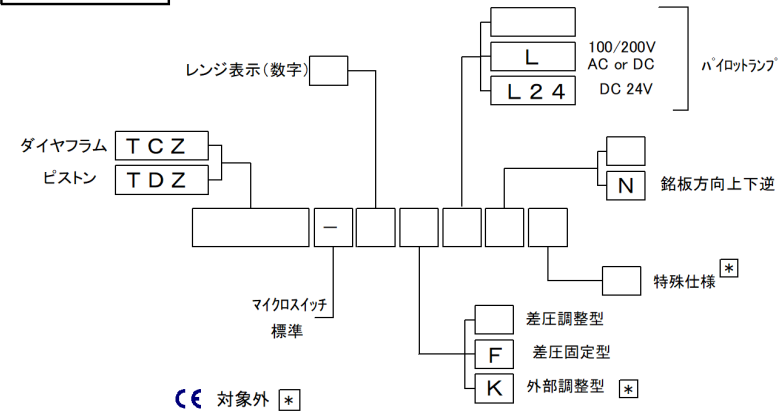 レンジ表示(数字)
L
100/200V
AC or DC
L24
DC 24V
パイロットランプ
ダイヤフラム
TCZ
ピストン
TDZ
N
銘板方向上下逆
－
特殊仕様 *
マイクロスイッチ
標準
差圧調整型
F
差圧固定型
K
外部調整型 *
CE 対象外 *